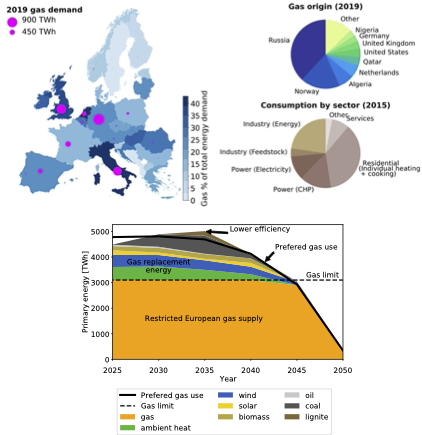 2019 gas demand
900 TWh
450 TWh
40
35
30
25
20
15
10
5
0
Gas % of total energy demand
Gas origin (2019)
Other
Nigeria
Germany
United Kingdom
United States
Qatar
Netherlands
Algeria
Norway
Russia
Consumption by sector (2015)
Other
Services
Industry (Energy)
Industry (Feedstock)
Power (Electricity)
Power (CHP)
Residential
(Individual heating
+ cooking)
Primary energy [TWh]
5000
4000
3000
2000
1000
0
Lower efficiency
Prefered gas use
Gas replacement
energy
Gas limit
Restricted European gas supply
2025
2030
2035
2040
2045
2050
Year
Prefered gas use
Gas limit
gas
ambient heat
wind
solar
biomass
oil
coal
lignite